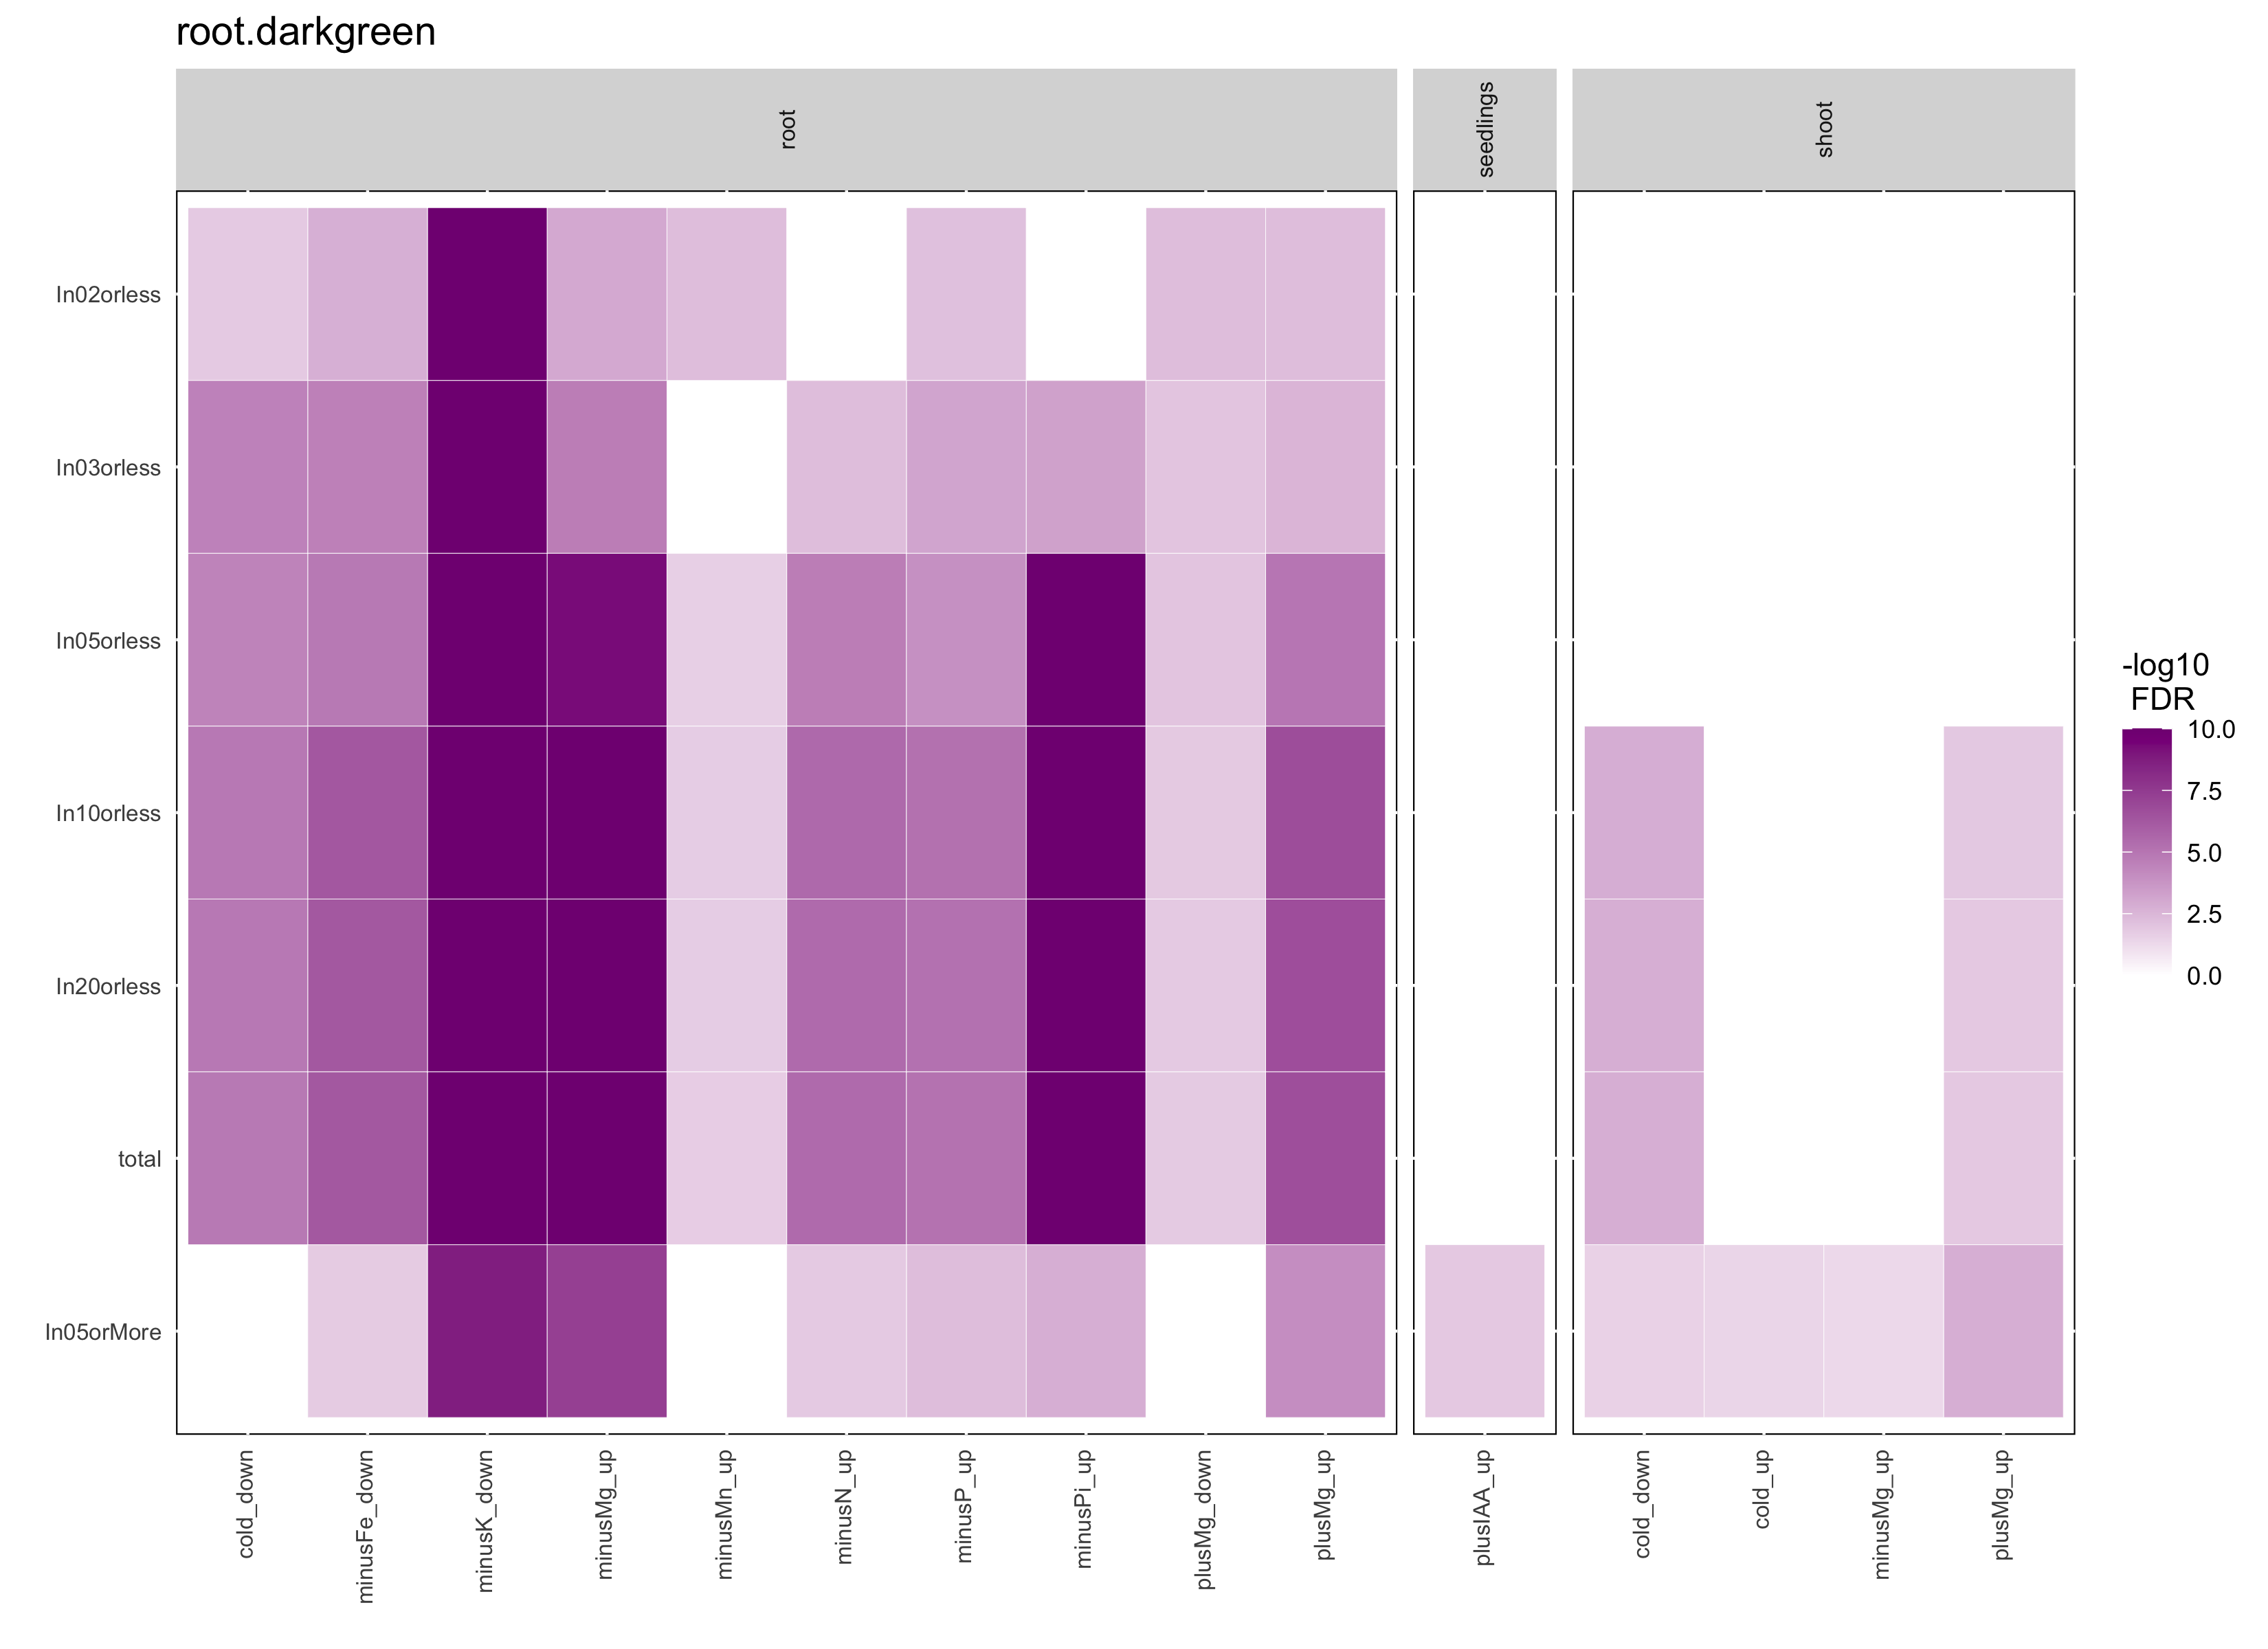 root.darkgreen
root
seedlings
shoot
In02orless
In03orless
In05orless
In10orless
In20orless
total
In05orMore
cold_down
minusFe_down
minusK_down
minusMg_up
minusMn_up
minusN_up
minusP_up
minusPi_up
plusMg_down
plusMg_up
plusIAA_up
cold_down
cold_up
minusMg_up
plusMg_up
-log10
FDR
10.0
7.5
5.0
2.5
0.0